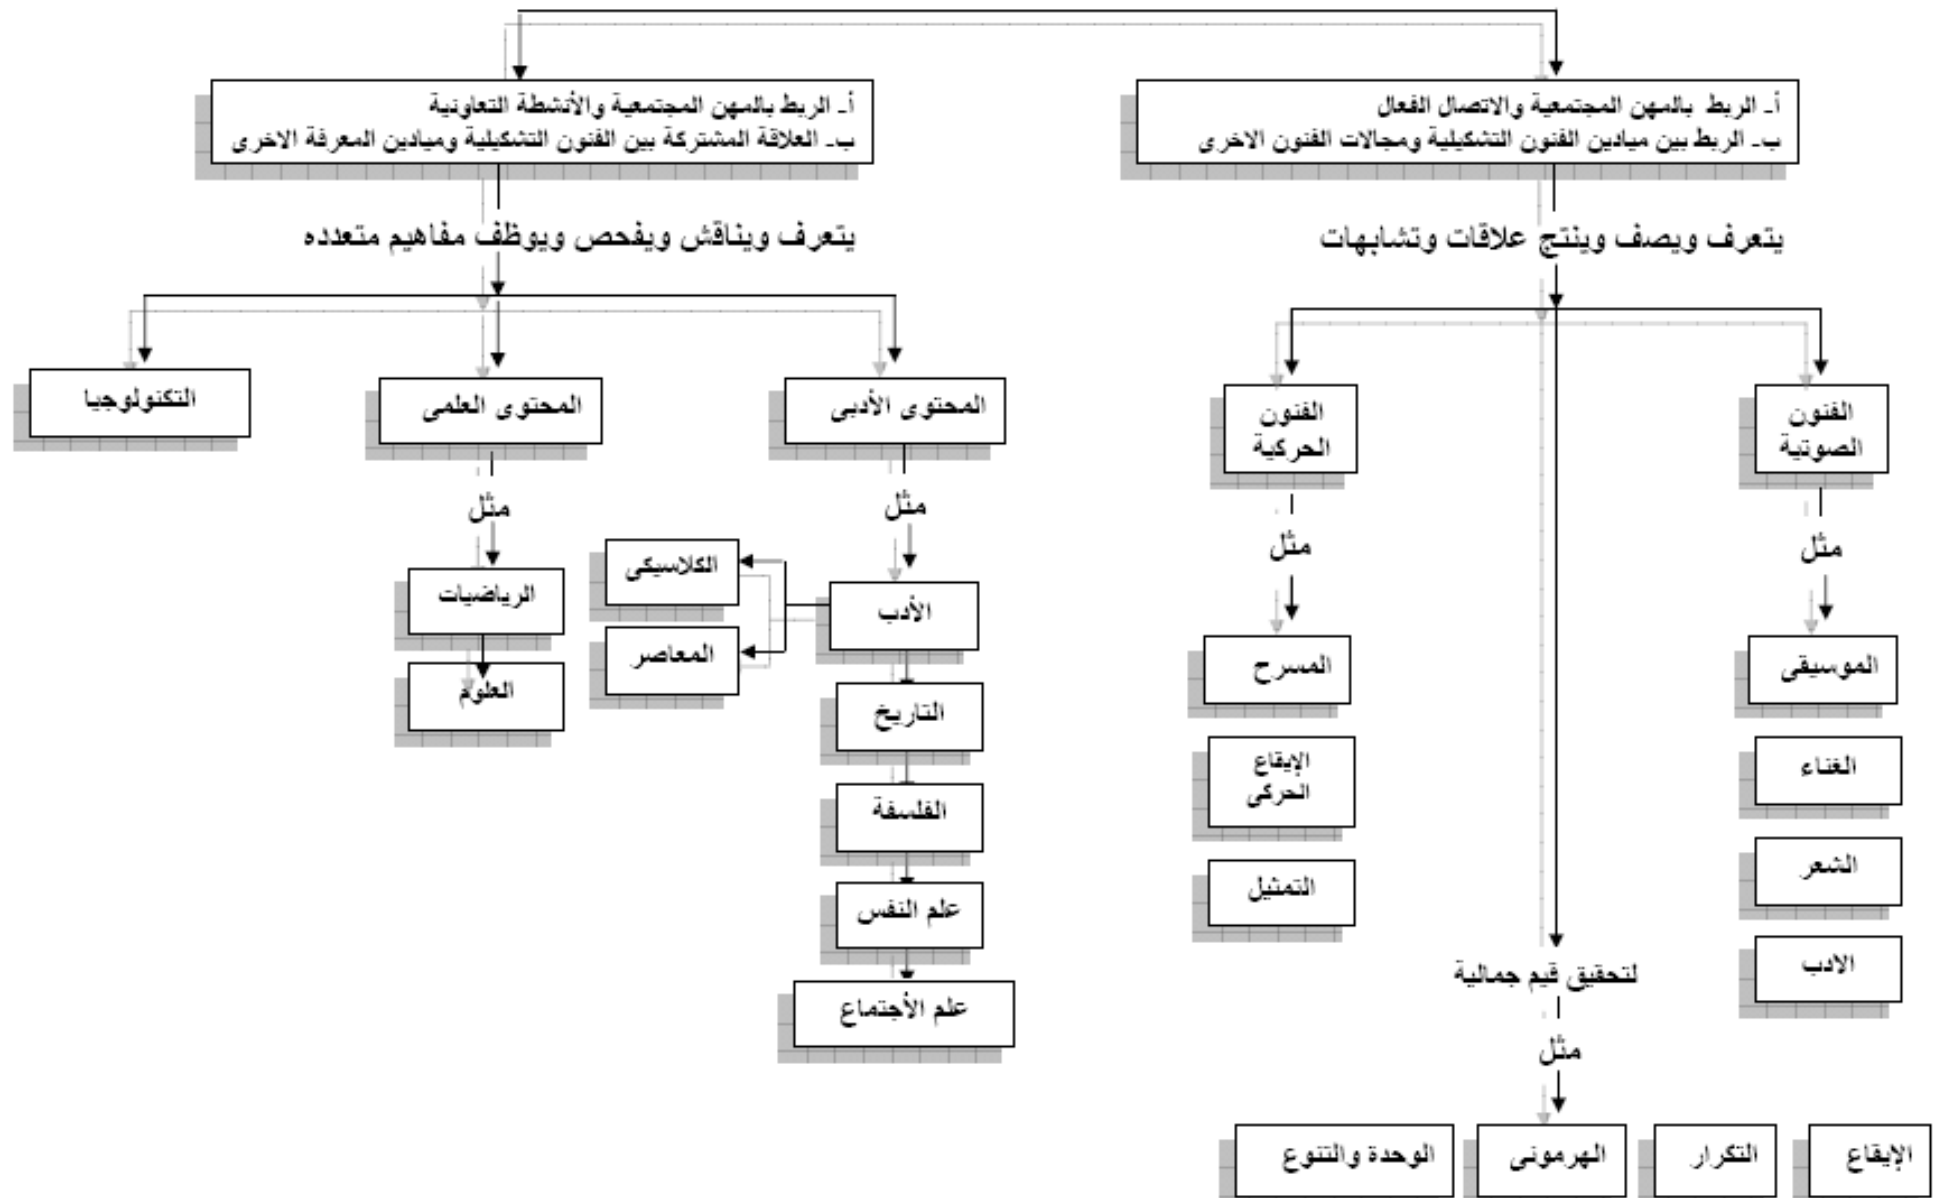 أ- الربط بالمهن المجتمعية والاتصال الفعال
ب- الربط بين ميادين الفنون التشكيلية ومجالات الفنون الاخرى
يتعرف ويصف وينتج علاقات وتشابهات
الفنون
الصوتية
مثل
الموسيقى
الغناء
الشعر
الادب
الفنون
الحركية
مثل
المسرح
الإيقاع
الحركى
التمثيل
لتحقيق قيم جمالية
مثل
الإيقاع
التكرار
الهرمونى
الوحدة والتنوع
أ- الربط بالمهن المجتمعية والأنشطة التعاونية
ب- العلاقة المشتركة بين الفنون التشكيلية وميادين المعرفة الاخرى
يتعرف ويناقش ويفحص ويوظف مفاهيم متعدده
المحتوى الأدبى
مثل
الأدب
الكلاسيكى
المعاصر
التاريخ
الفلسفة
علم النفس
علم الأجتماع
المحتوى العلمى
مثل
الرياضيات
العلوم
التكنولوجيا